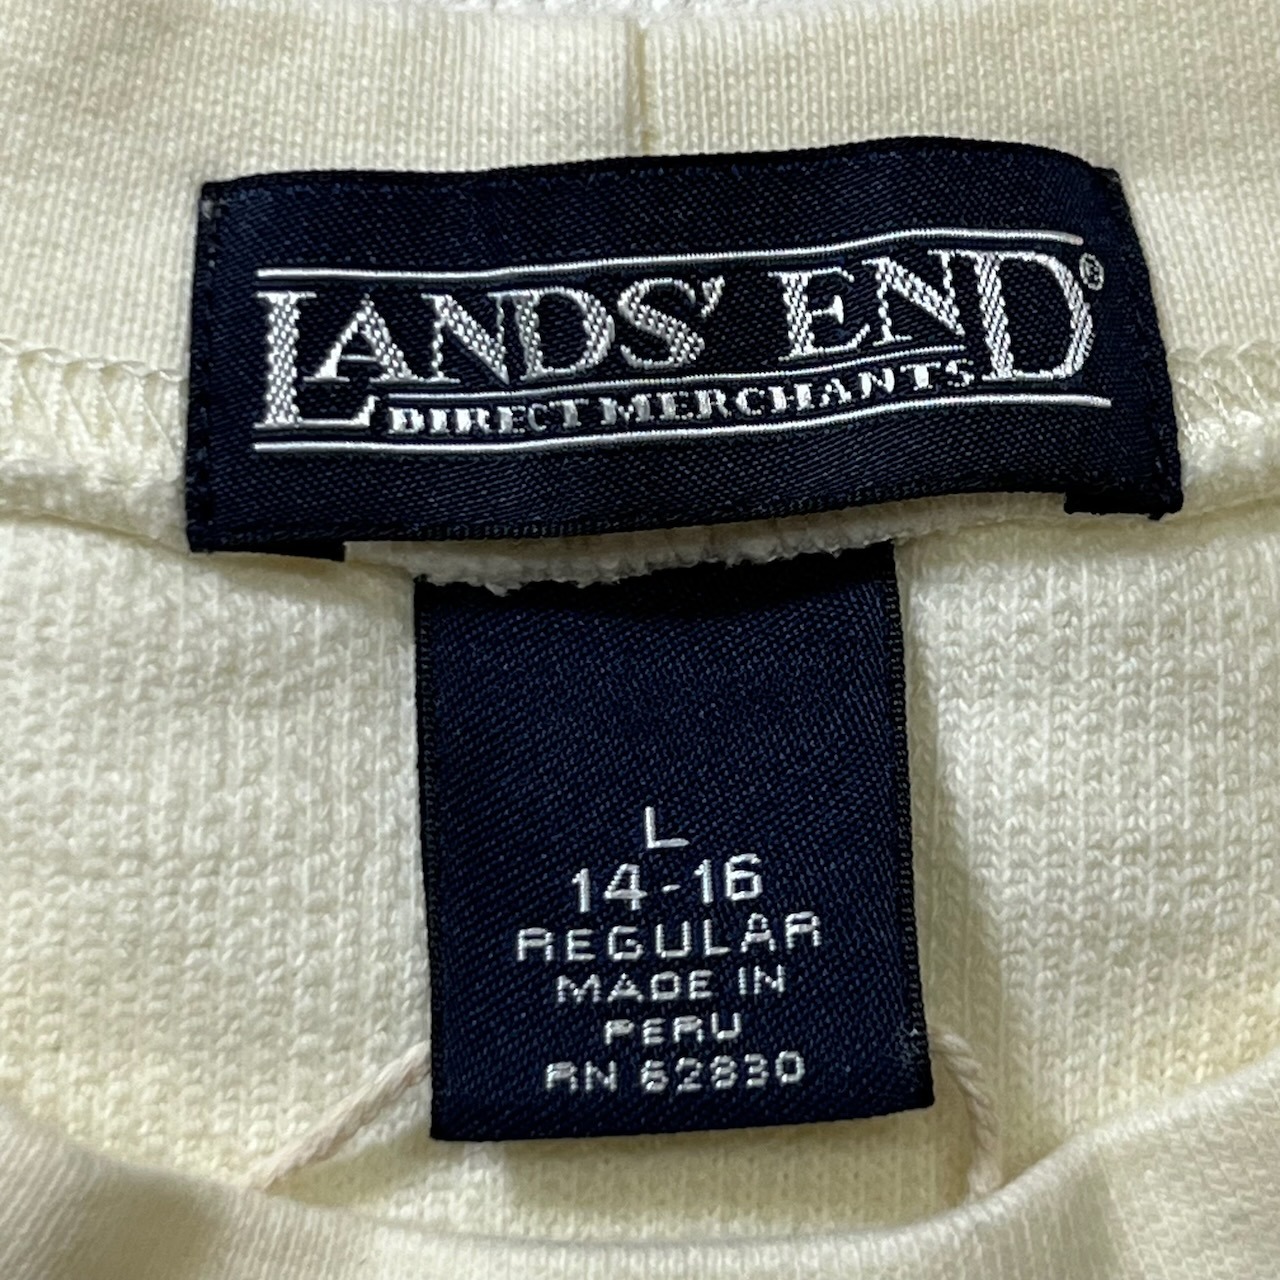 LANDS' END®
DIRECT MERCHANTS
L
14-16
REGULAR
MADE IN
PERU
RN 62830